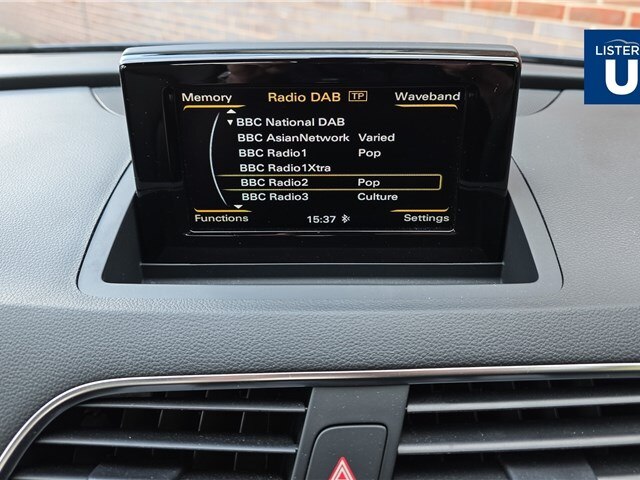 LISTER
U
Memory Radio DAB TP Waveband
BBC National DAB
BBC AsianNetwork Varied
BBC Radio1 Pop
BBC Radio1Xtra
BBC Radio2 Pop
BBC Radio3 Culture
Functions 15:37 Settings